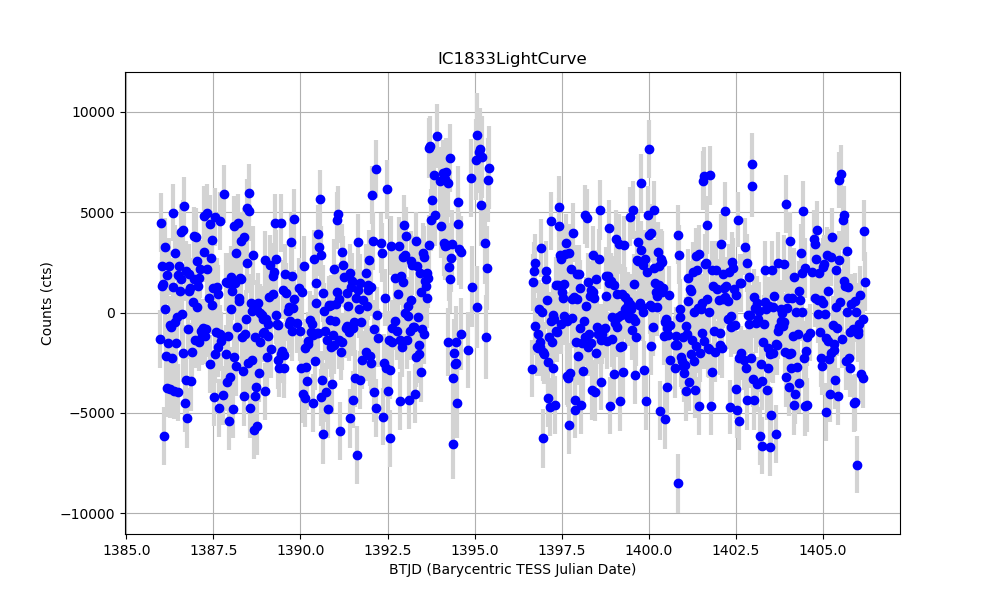 IC1833LightCurve
Counts (cts)
10000
5000
0
−5000
−10000
1385.0 1387.5 1390.0 1392.5 1395.0 1397.5 1400.0 1402.5 1405.0
BTJD (Barycentric TESS Julian Date)